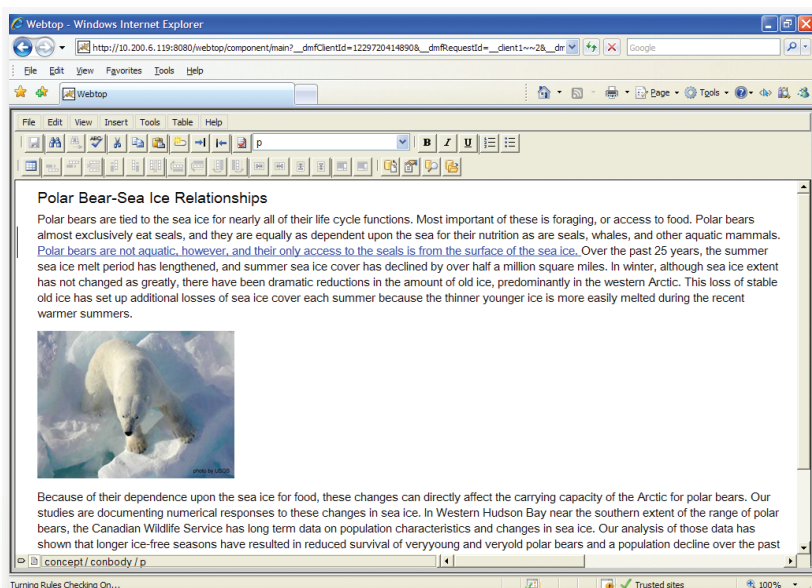 Webtop - Windows Internet Explorer
http://10.200.6.119:8080/webtop/component/main?__dmfClientId=1229720414890&__dmfRequestId=__client1~~2&__dm
Google
File Edit View Favorites Tools Help
Webtop
Page Tools
File Edit View Insert Tools Table Help
ABC p B I U
Polar Bear-Sea Ice Relationships
Polar bears are tied to the sea ice for nearly all of their life cycle functions. Most important of these is foraging, or access to food. Polar bears
almost exclusively eat seals, and they are equally as dependent upon the sea for their nutrition as are seals, whales, and other aquatic mammals.
Polar bears are not aquatic, however, and their only access to the seals is from the surface of the sea ice. Over the past 25 years, the summer
sea ice melt period has lengthened, and summer sea ice cover has declined by over half a million square miles. In winter, although sea ice extent
has not changed as greatly, there have been dramatic reductions in the amount of old ice, predominantly in the western Arctic. This loss of stable
old ice has set up additional losses of sea ice cover each summer because the thinner younger ice is more easily melted during the recent
warmer summers.
photo by USGS
Because of their dependence upon the sea ice for food, these changes can directly affect the carrying capacity of the Arctic for polar bears. Our
studies are documenting numerical responses to these changes in sea ice. In Western Hudson Bay near the southern extent of the range of polar
bears, the Canadian Wildlife Service has long term data on population characteristics and changes in sea ice. Our analysis of those data has
shown that longer ice-free seasons have resulted in reduced survival of veryyoung and veryold polar bears and a population decline over the past
concept / conbody / p
Turning Rules Checking On...
Trusted sites
100%